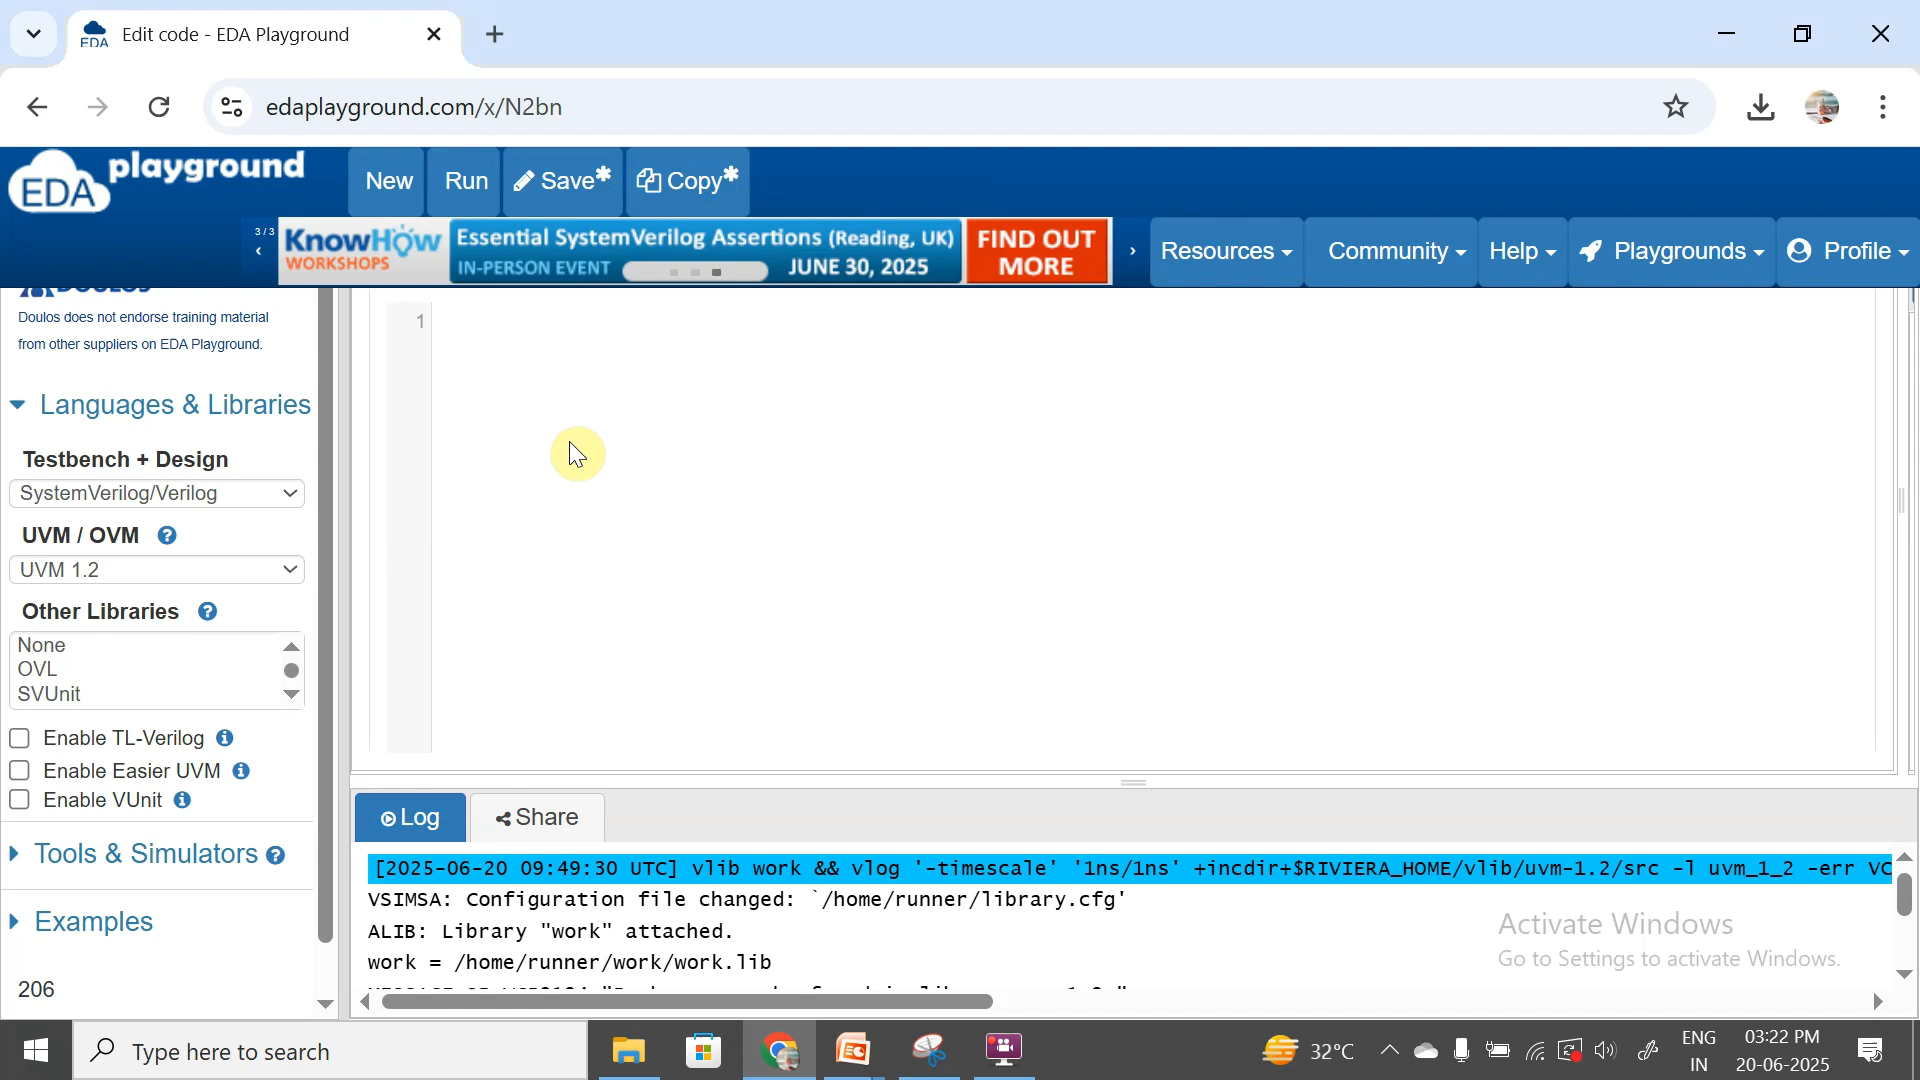 Edit code - EDA Playground
edaplayground.com/x/N2bn
EDA playground
New
Run
Save*
Copy*
3/3
KnowHow WORKSHOPS
Essential SystemVerilog Assertions (Reading, UK)
IN-PERSON EVENT
JUNE 30, 2025
FIND OUT MORE
Resources
Community
Help
Playgrounds
Profile
Doulos does not endorse training material
from other suppliers on EDA Playground.
Languages & Libraries
Testbench + Design
SystemVerilog/Verilog
UVM / OVM
UVM 1.2
Other Libraries
None
OVL
SVUnit
Enable TL-Verilog
Enable Easier UVM
Enable VUnit
Tools & Simulators
Examples
206
1
Log
Share
[2025-06-20 09:49:30 UTC] vlib work && vlog '-timescale' '1ns/1ns' +incdir+$RIVIERA_HOME/vlib/uvm-1.2/src -l uvm_1_2 -err VC
VSIMSA: Configuration file changed: `/home/runner/library.cfg'
ALIB: Library "work" attached.
work = /home/runner/work/work.lib
Activate Windows
Go to Settings to activate Windows.
Type here to search
32°C
ENG
IN
03:22 PM
20-06-2025